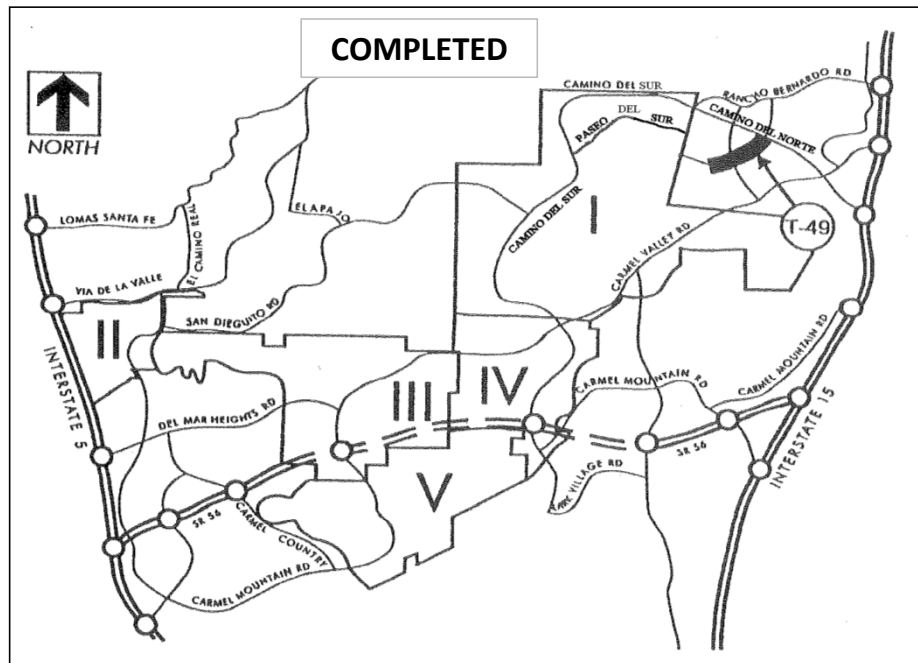 COMPLETED
NORTH
CAMINO DEL SUR
RANCHO BERNARDO RD
CAMINO DEL NORTE
PASEO DEL SUR
LOMAS SANTA FE
EL CAMINO REAL
EL APAJO
CAMINO DEL SUR
I
T-49
CARMEL VALLEY RD
VIA DE LA VALLE
SAN DIEGUITO RD
II
INTERSTATE 5
III
IV
CARMEL MOUNTAIN RD
CARMEL MOUNTAIN RD
DEL MAR HEIGHTS RD
INTERSTATE 15
SR 56
V
PARK VILLAGE RD
SR 56
CARMEL COUNTRY
CARMEL MOUNTAIN RD